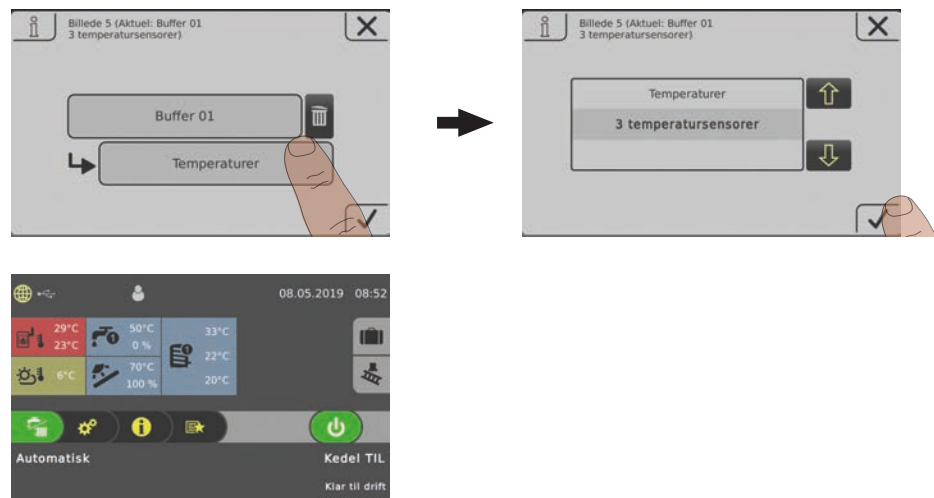 Billede 5 (Aktuel: Buffer 01
3 temperatursensorer)
Buffer 01
Temperaturer
Billede 5 (Aktuel: Buffer 01
3 temperatursensorer)
Temperaturer
3 temperatursensorer
08.05.2019 08:52
29°C
23°C
1
50°C
0 %
1
33°C
22°C
20°C
6°C
70°C
100 %
Automatisk
Kedel TIL
Klar til drift